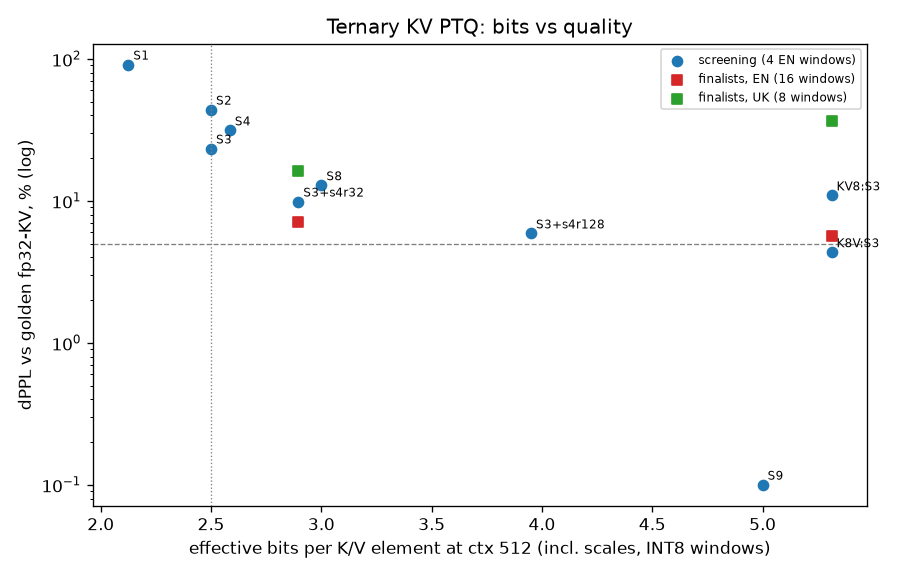 Ternary KV PTQ: bits vs quality
screening (4 EN windows)
finalists, EN (16 windows)
finalists, UK (8 windows)
S1
S2
S4
S3
S8
S3+s4r32
S3+s4r128
KV8:S3
K8V:S3
S9
dPPL vs golden fp32-KV, % (log)
10²
10¹
10⁰
10⁻¹
2.0 2.5 3.0 3.5 4.0 4.5 5.0
effective bits per K/V element at ctx 512 (incl. scales, INT8 windows)